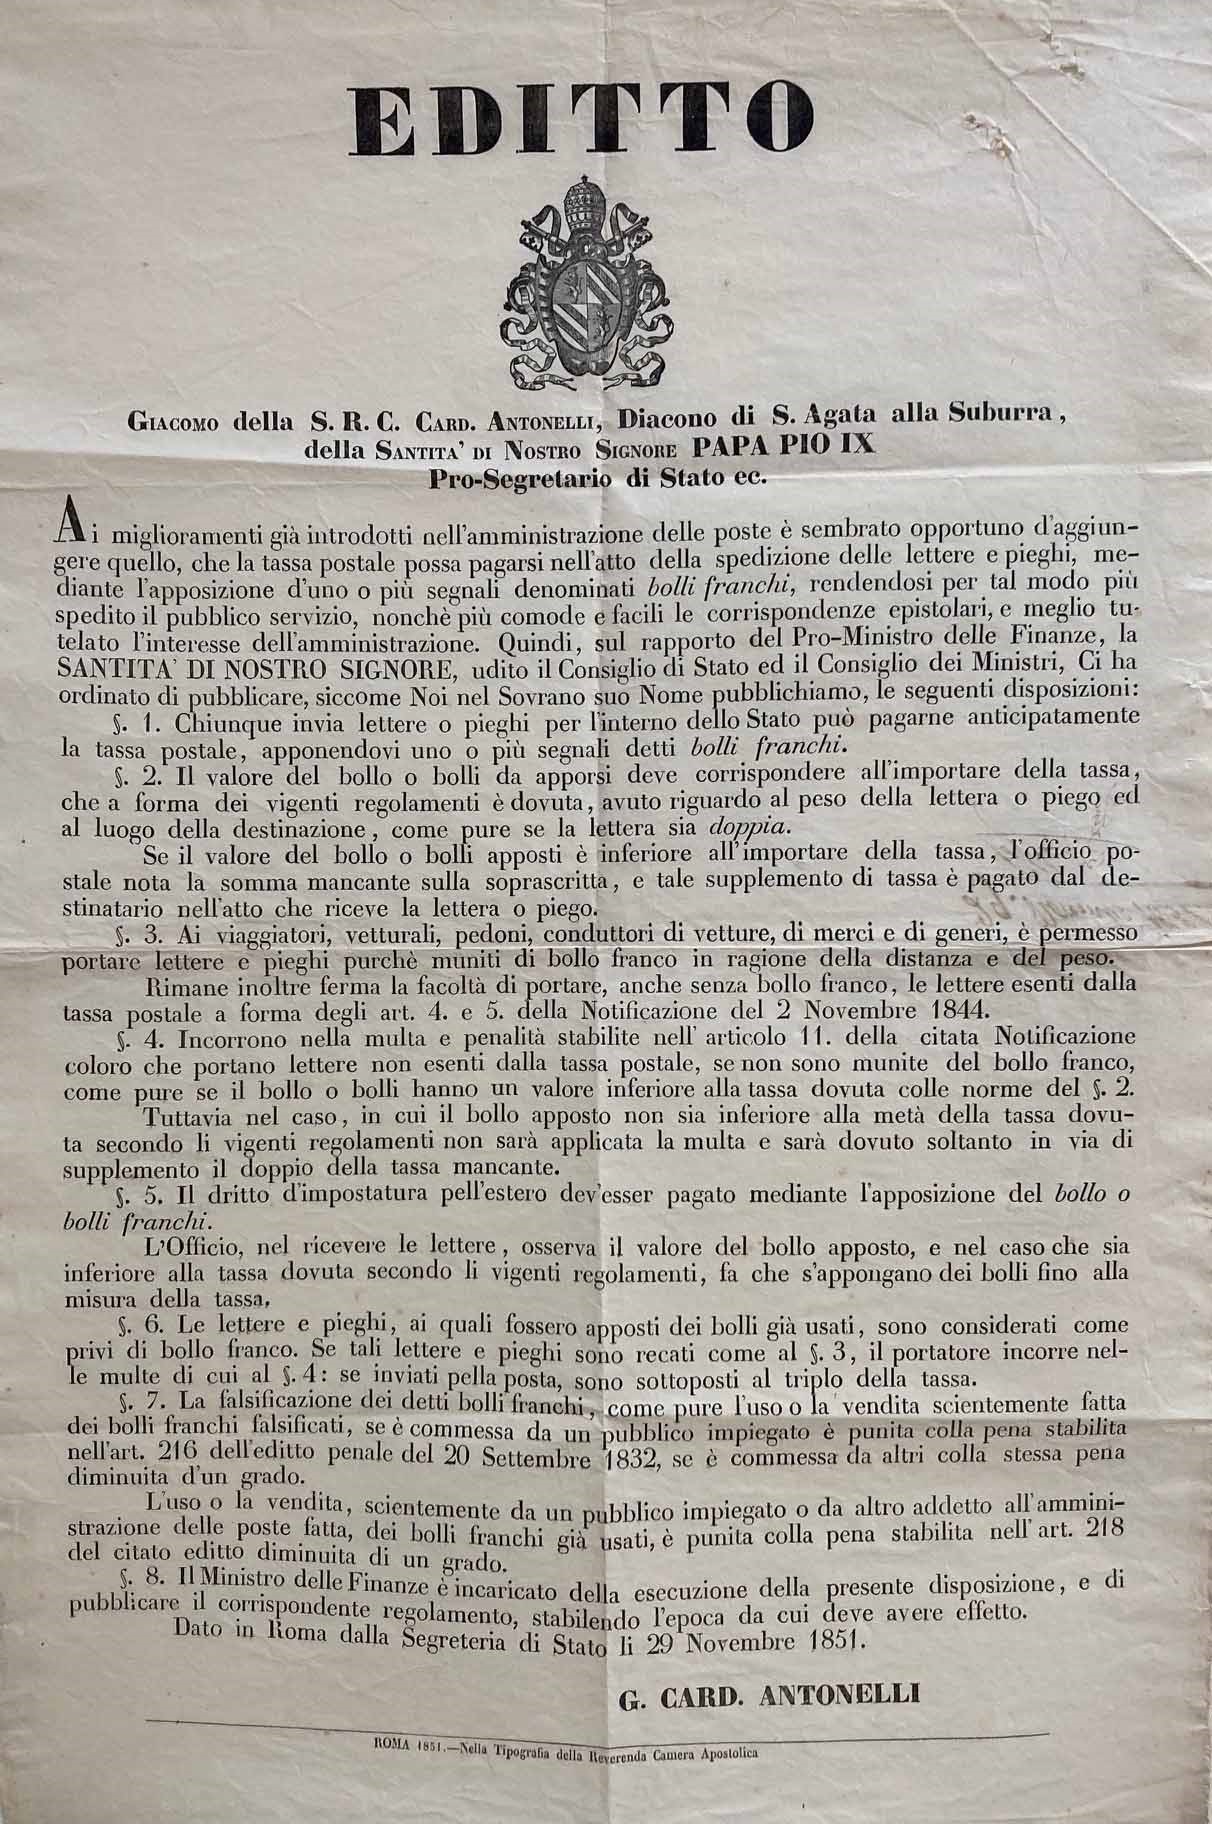 EDITTO
Giacomo della S. R. C. Card. Antonelli, Diacono di S. Agata alla Suburra,
della Santita' di Nostro Signore PAPA PIO IX
Pro-Segretario di Stato ec.
Ai miglioramenti già introdotti nell'amministrazione delle poste è sembrato opportuno d'aggiun-
gere quello, che la tassa postale possa pagarsi nell'atto della spedizione delle lettere e pieghi, me-
diante l'apposizione d'uno o più segnali denominati bolli franchi, rendendosi per tal modo più
spedito il pubblico servizio, nonchè più comode e facili le corrispondenze epistolari, e meglio tu-
telato l'interesse dell'amministrazione. Quindi, sul rapporto del Pro-Ministro delle Finanze, la
SANTITA' DI NOSTRO SIGNORE, udito il Consiglio di Stato ed il Consiglio dei Ministri, Ci ha
ordinato di pubblicare, siccome Noi nel Sovrano suo Nome pubblichiamo, le seguenti disposizioni:
§. 1. Chiunque invia lettere o pieghi per l'interno dello Stato può pagarne anticipatamente
la tassa postale, apponendovi uno o più segnali detti bolli franchi.
§. 2. Il valore del bollo o bolli da apporsi deve corrispondere all'importare della tassa,
che a forma dei vigenti regolamenti è dovuta, avuto riguardo al peso della lettera o piego ed
al luogo della destinazione, come pure se la lettera sia doppia.
Se il valore del bollo o bolli apposti è inferiore all'importare della tassa, l'officio po-
stale nota la somma mancante sulla soprascritta, e tale supplemento di tassa è pagato dal de-
stinatario nell'atto che riceve la lettera o piego.
§. 3. Ai viaggiatori, vetturali, pedoni, conduttori di vetture, di merci e di generi, è permesso
portare lettere e pieghi purchè muniti di bollo franco in ragione della distanza e del peso.
Rimane inoltre ferma la facoltà di portare, anche senza bollo franco, le lettere esenti dalla
tassa postale a forma degli art. 4. e 5. della Notificazione del 2 Novembre 1844.
§. 4. Incorrono nella multa e penalità stabilite nell' articolo 11. della citata Notificazione
coloro che portano lettere non esenti dalla tassa postale, se non sono munite del bollo franco,
come pure se il bollo o bolli hanno un valore inferiore alla tassa dovuta colle norme del §. 2.
Tuttavia nel caso, in cui il bollo apposto non sia inferiore alla metà della tassa dovu-
ta secondo li vigenti regolamenti non sarà applicata la multa e sarà dovuto soltanto in via di
supplemento il doppio della tassa mancante.
§. 5. Il dritto d'impostatura pell'estero dev'esser pagato mediante l'apposizione del bollo o
bolli franchi.
L'Officio, nel ricevere le lettere, osserva il valore del bollo apposto, e nel caso che sia
inferiore alla tassa dovuta secondo li vigenti regolamenti, fa che s'appongano dei bolli fino alla
misura della tassa.
§. 6. Le lettere e pieghi, ai quali fossero apposti dei bolli già usati, sono considerati come
privi di bollo franco. Se tali lettere e pieghi sono recati come al §. 3, il portatore incorre nel-
le multe di cui al §. 4: se inviati pella posta, sono sottoposti al triplo della tassa.
§. 7. La falsificazione dei detti bolli franchi, come pure l'uso o la vendita scientemente fatta
dei bolli franchi falsificati, se è commessa da un pubblico impiegato è punita colla pena stabilita
nell'art. 216 dell'editto penale del 20 Settembre 1832, se è commessa da altri colla stessa pena
diminuita d'un grado.
L'uso o la vendita, scientemente da un pubblico impiegato o da altro addetto all'ammini-
strazione delle poste fatta, dei bolli franchi già usati, è punita colla pena stabilita nell'art. 218
del citato editto diminuita di un grado.
§. 8. Il Ministro delle Finanze è incaricato della esecuzione della presente disposizione, e di
pubblicare il corrispondente regolamento, stabilendo l'epoca da cui deve avere effetto.
Dato in Roma dalla Segreteria di Stato li 29 Novembre 1851.
G. CARD. ANTONELLI
ROMA 1851.—Nella Tipografia della Reverenda Camera Apostolica